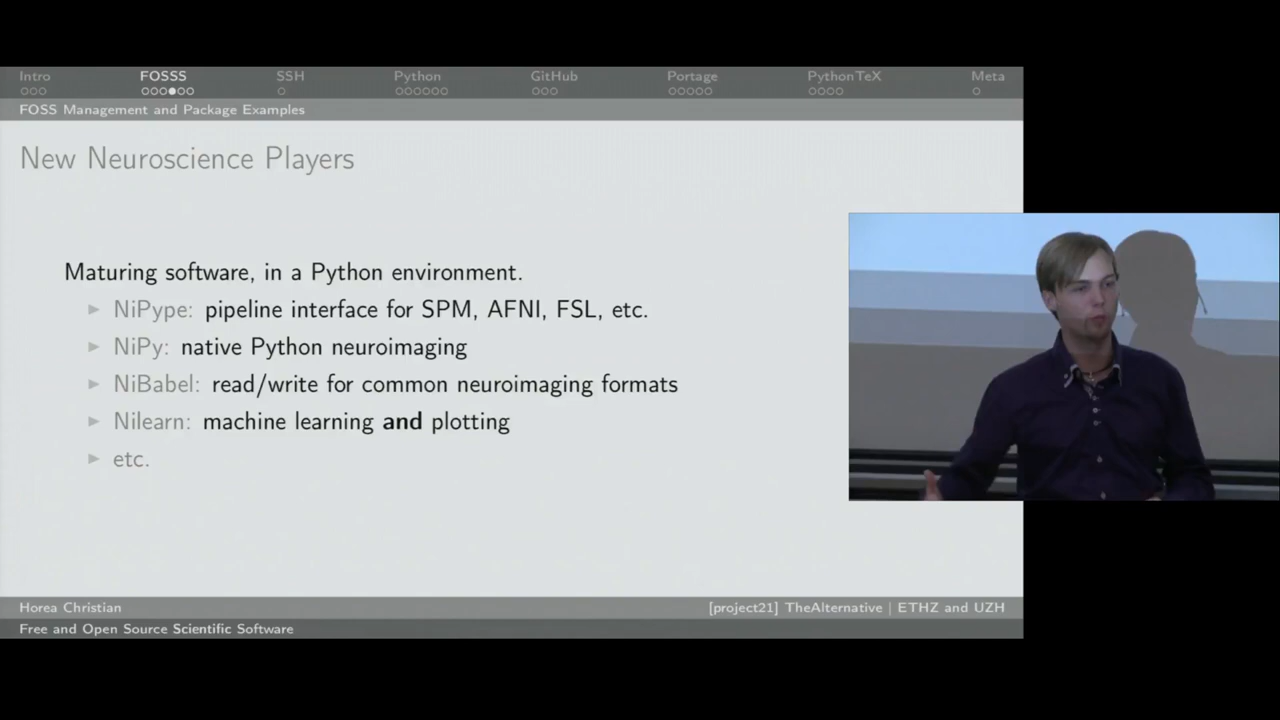 Intro FOSSS SSH Python GitHub Portage PythonTeX Meta
FOSS Management and Package Examples
New Neuroscience Players
Maturing software, in a Python environment.
NiPype: pipeline interface for SPM, AFNI, FSL, etc.
NiPy: native Python neuroimaging
NiBabel: read/write for common neuroimaging formats
Nilearn: machine learning and plotting
etc.
Horea Christian [project21] TheAlternative | ETHZ and UZH
Free and Open Source Scientific Software